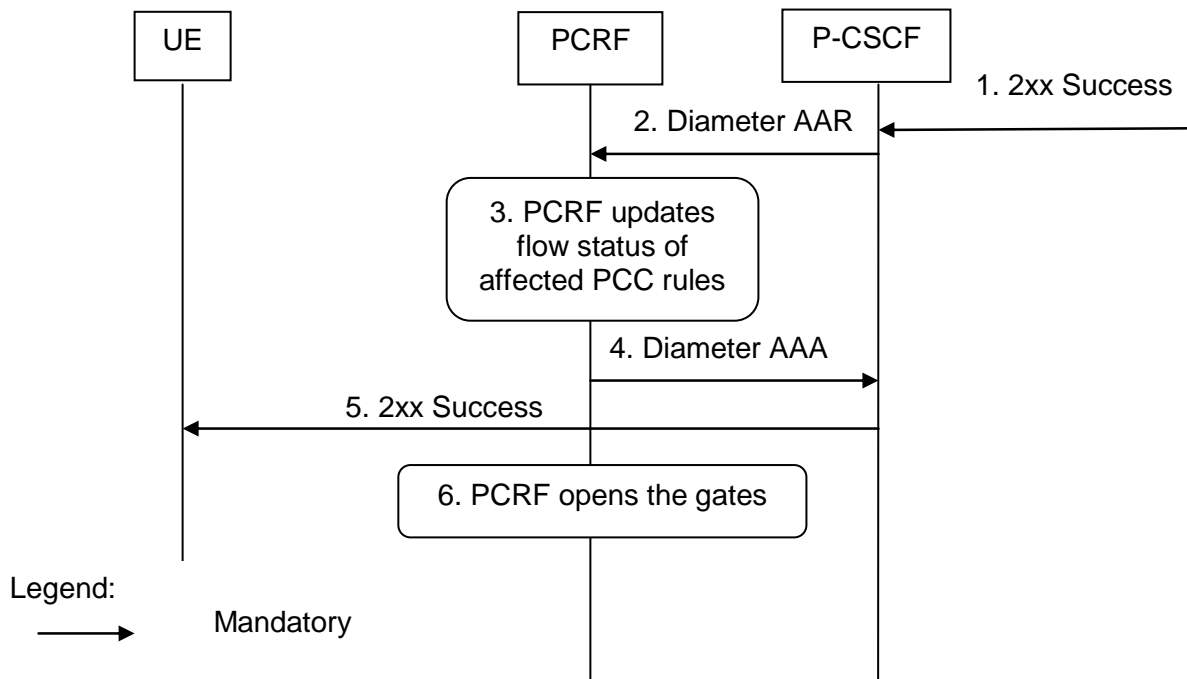 UE
PCRF
P-CSCF
1. 2xx Success
2. Diameter AAR
3. PCRF updates
flow status of
affected PCC rules
4. Diameter AAA
5. 2xx Success
6. PCRF opens the gates
Legend:
Mandatory